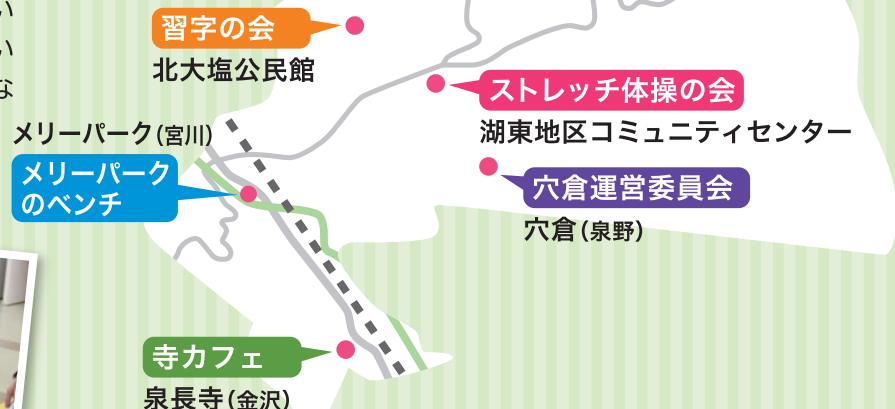 い
い
な
習字の会
北大塩公民館
ストレッチ体操の会
湖東地区コミュニティセンター
メリーパーク(宮川)
メリーパーク
のベンチ
穴倉運営委員会
穴倉(泉野)
寺カフェ
泉長寺(金沢)